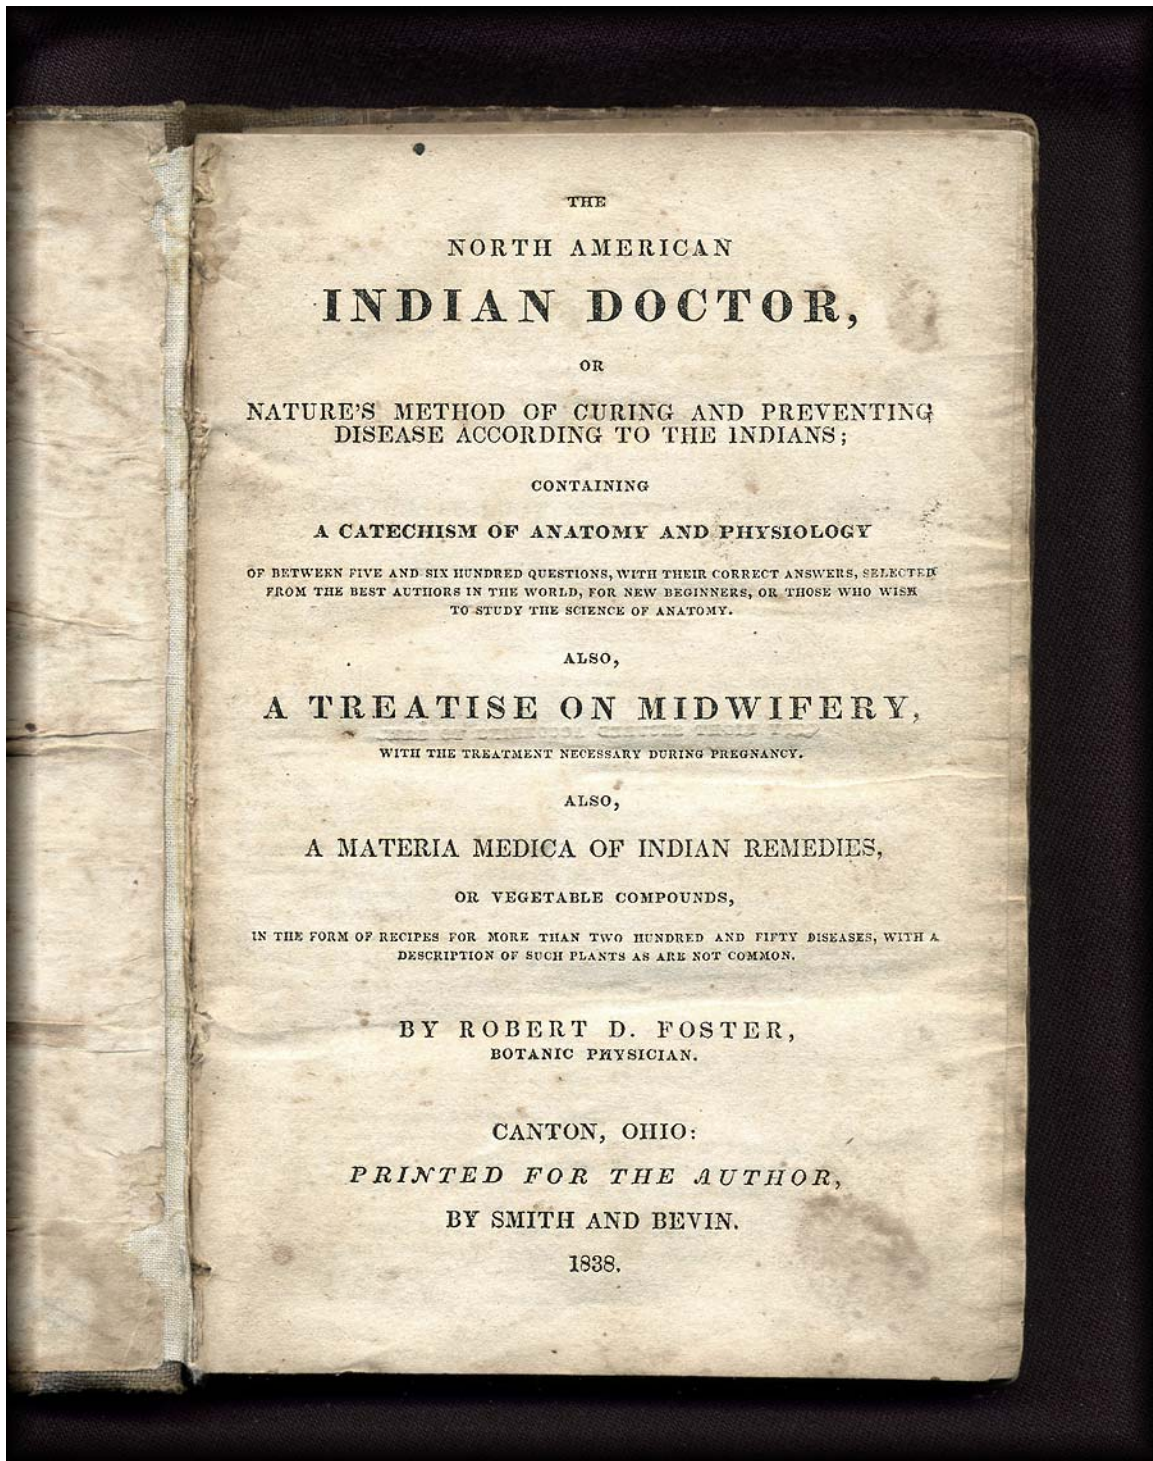 THE
NORTH AMERICAN
INDIAN DOCTOR,
OR
NATURE'S METHOD OF CURING AND PREVENTING
DISEASE ACCORDING TO THE INDIANS;
CONTAINING
A CATECHISM OF ANATOMY AND PHYSIOLOGY
OF BETWEEN FIVE AND SIX HUNDRED QUESTIONS, WITH THEIR CORRECT ANSWERS, SELECTED
FROM THE BEST AUTHORS IN THE WORLD, FOR NEW BEGINNERS, OR THOSE WHO WISH
TO STUDY THE SCIENCE OF ANATOMY.
ALSO,
A TREATISE ON MIDWIFERY,
WITH THE TREATMENT NECESSARY DURING PREGNANCY.
ALSO,
A MATERIA MEDICA OF INDIAN REMEDIES,
OR VEGETABLE COMPOUNDS,
IN THE FORM OF RECIPES FOR MORE THAN TWO HUNDRED AND FIFTY DISEASES, WITH A
DESCRIPTION OF SUCH PLANTS AS ARE NOT COMMON.
BY ROBERT D. FOSTER,
BOTANIC PHYSICIAN.
CANTON, OHIO:
PRINTED FOR THE AUTHOR,
BY SMITH AND BEVIN.
1838.